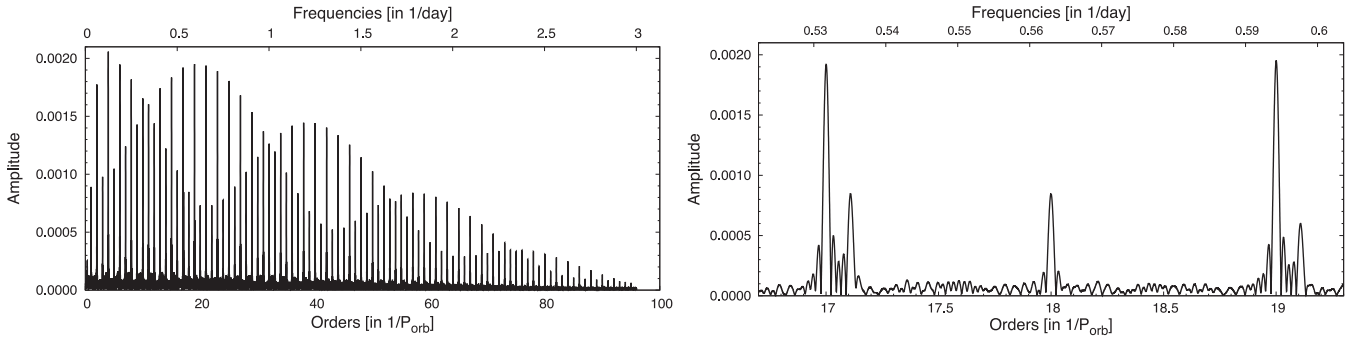 Frequencies [in 1/day]
0 0.5 1 1.5 2 2.5 3
Amplitude
0.0020
0.0015
0.0010
0.0005
0.0000
0 20 40 60 80 100
Orders [in 1/Porb]
Frequencies [in 1/day]
0.53 0.54 0.55 0.56 0.57 0.58 0.59 0.6
Amplitude
0.0020
0.0015
0.0010
0.0005
0.0000
17 17.5 18 18.5 19
Orders [in 1/Porb]